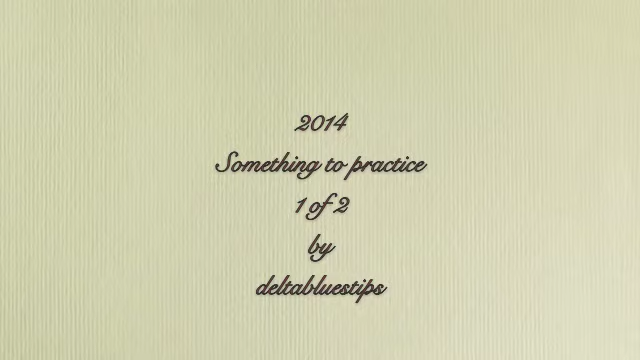 2014
Something to practice
1 of 2
by
deltabluestips